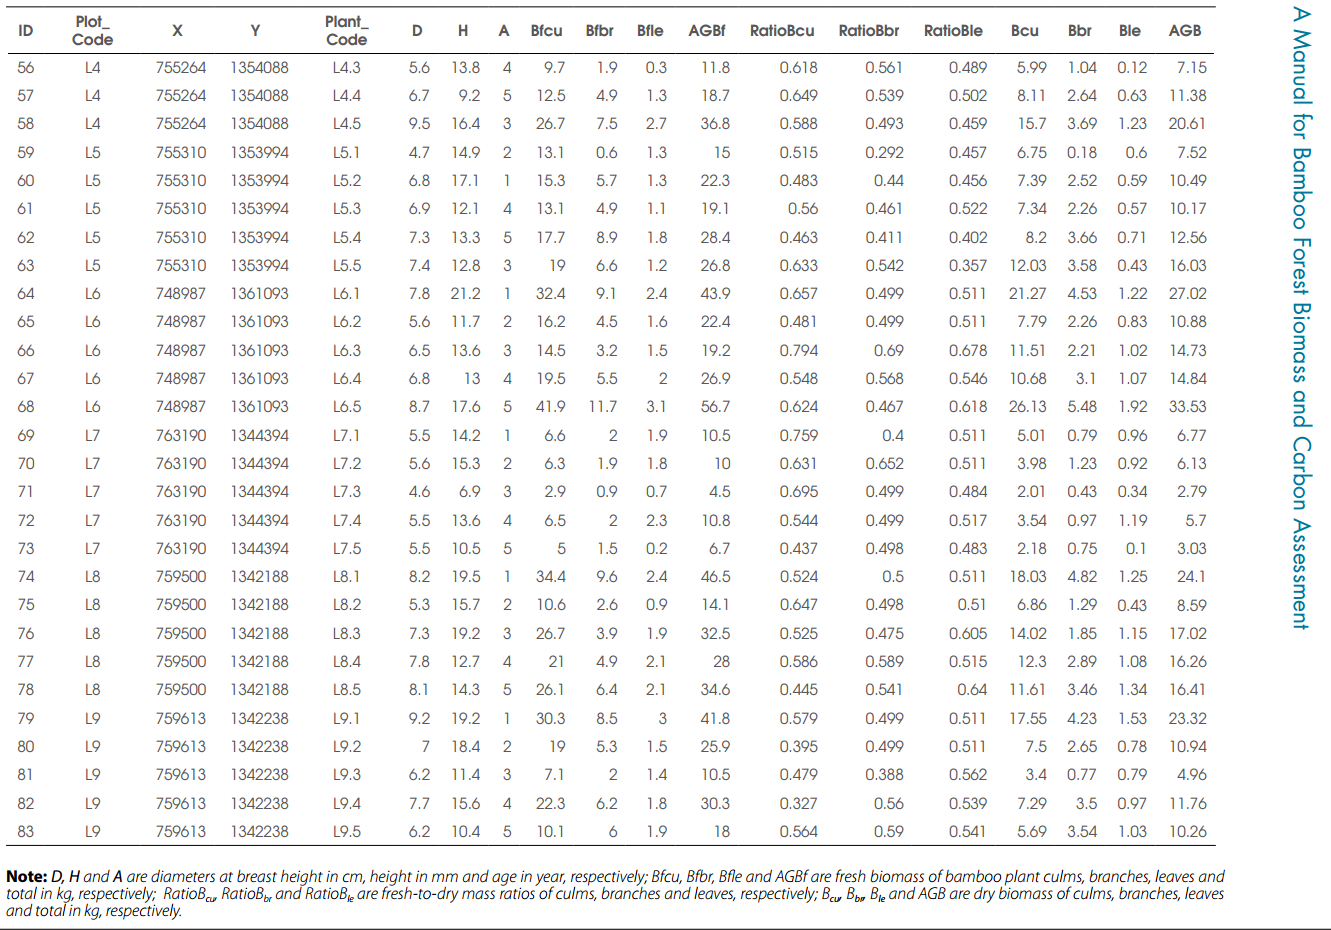 ID Plot_Code X Y Plant_Code D H A Bfcu Bfbr Bfle AGBf RatioBcu RatioBbr RatioBle Bcu Bbr Ble AGB
56 L4 755264 1354088 L4.3 5.6 13.8 4 9.7 1.9 0.3 11.8 0.618 0.561 0.489 5.99 1.04 0.12 7.15
57 L4 755264 1354088 L4.4 6.7 9.2 5 12.5 4.9 1.3 18.7 0.649 0.539 0.502 8.11 2.64 0.63 11.38
58 L4 755264 1354088 L4.5 9.5 16.4 3 26.7 7.5 2.7 36.8 0.588 0.493 0.459 15.7 3.69 1.23 20.61
59 L5 755310 1353994 L5.1 4.7 14.9 2 13.1 0.6 1.3 15 0.515 0.292 0.457 6.75 0.18 0.6 7.52
60 L5 755310 1353994 L5.2 6.8 17.1 1 15.3 5.7 1.3 22.3 0.483 0.44 0.456 7.39 2.52 0.59 10.49
61 L5 755310 1353994 L5.3 6.9 12.1 4 13.1 4.9 1.1 19.1 0.56 0.461 0.522 7.34 2.26 0.57 10.17
62 L5 755310 1353994 L5.4 7.3 13.3 5 17.7 8.9 1.8 28.4 0.463 0.411 0.402 8.2 3.66 0.71 12.56
63 L5 755310 1353994 L5.5 7.4 12.8 3 19 6.6 1.2 26.8 0.633 0.542 0.357 12.03 3.58 0.43 16.03
64 L6 748987 1361093 L6.1 7.8 21.2 1 32.4 9.1 2.4 43.9 0.657 0.499 0.511 21.27 4.53 1.22 27.02
65 L6 748987 1361093 L6.2 5.6 11.7 2 16.2 4.5 1.6 22.4 0.481 0.499 0.511 7.79 2.26 0.83 10.88
66 L6 748987 1361093 L6.3 6.5 13.6 3 14.5 3.2 1.5 19.2 0.794 0.69 0.678 11.51 2.21 1.02 14.73
67 L6 748987 1361093 L6.4 6.8 13 4 19.5 5.5 2 26.9 0.548 0.568 0.546 10.68 3.1 1.07 14.84
68 L6 748987 1361093 L6.5 8.7 17.6 5 41.9 11.7 3.1 56.7 0.624 0.467 0.618 26.13 5.48 1.92 33.53
69 L7 763190 1344394 L7.1 5.5 14.2 1 6.6 2 1.9 10.5 0.759 0.4 0.511 5.01 0.79 0.96 6.77
70 L7 763190 1344394 L7.2 5.6 15.3 2 6.3 1.9 1.8 10 0.631 0.652 0.511 3.98 1.23 0.92 6.13
71 L7 763190 1344394 L7.3 4.6 6.9 3 2.9 0.9 0.7 4.5 0.695 0.499 0.484 2.01 0.43 0.34 2.79
72 L7 763190 1344394 L7.4 5.5 13.6 4 6.5 2 2.3 10.8 0.544 0.499 0.517 3.54 0.97 1.19 5.7
73 L7 763190 1344394 L7.5 5.5 10.5 5 5 1.5 0.2 6.7 0.437 0.498 0.483 2.18 0.75 0.1 3.03
74 L8 759500 1342188 L8.1 8.2 19.5 1 34.4 9.6 2.4 46.5 0.524 0.5 0.511 18.03 4.82 1.25 24.1
75 L8 759500 1342188 L8.2 5.3 15.7 2 10.6 2.6 0.9 14.1 0.647 0.498 0.51 6.86 1.29 0.43 8.59
76 L8 759500 1342188 L8.3 7.3 19.2 3 26.7 3.9 1.9 32.5 0.525 0.475 0.605 14.02 1.85 1.15 17.02
77 L8 759500 1342188 L8.4 7.8 12.7 4 21 4.9 2.1 28 0.586 0.589 0.515 12.3 2.89 1.08 16.26
78 L8 759500 1342188 L8.5 8.1 14.3 5 26.1 6.4 2.1 34.6 0.445 0.541 0.64 11.61 3.46 1.34 16.41
79 L9 759613 1342238 L9.1 9.2 19.2 1 30.3 8.5 3 41.8 0.579 0.499 0.511 17.55 4.23 1.53 23.32
80 L9 759613 1342238 L9.2 7 18.4 2 19 5.3 1.5 25.9 0.395 0.499 0.511 7.5 2.65 0.78 10.94
81 L9 759613 1342238 L9.3 6.2 11.4 3 7.1 2 1.4 10.5 0.479 0.388 0.562 3.4 0.77 0.79 4.96
82 L9 759613 1342238 L9.4 7.7 15.6 4 22.3 6.2 1.8 30.3 0.327 0.56 0.539 7.29 3.5 0.97 11.76
83 L9 759613 1342238 L9.5 6.2 10.4 5 10.1 6 1.9 18 0.564 0.59 0.541 5.69 3.54 1.03 10.26
Note: D, H and A are diameters at breast height in cm, height in mm and age in year, respectively; Bfcu, Bfbr, Bfle and AGBf are fresh biomass of bamboo plant culms, branches, leaves and
total in kg, respectively; RatioBcu, RatioBbr and RatioBle are fresh-to-dry mass ratios of culms, branches and leaves, respectively; Bcu, Bbr, Ble and AGB are dry biomass of culms, branches, leaves
and total in kg, respectively.
A Manual for Bamboo Forest Biomass and Carbon Assessment